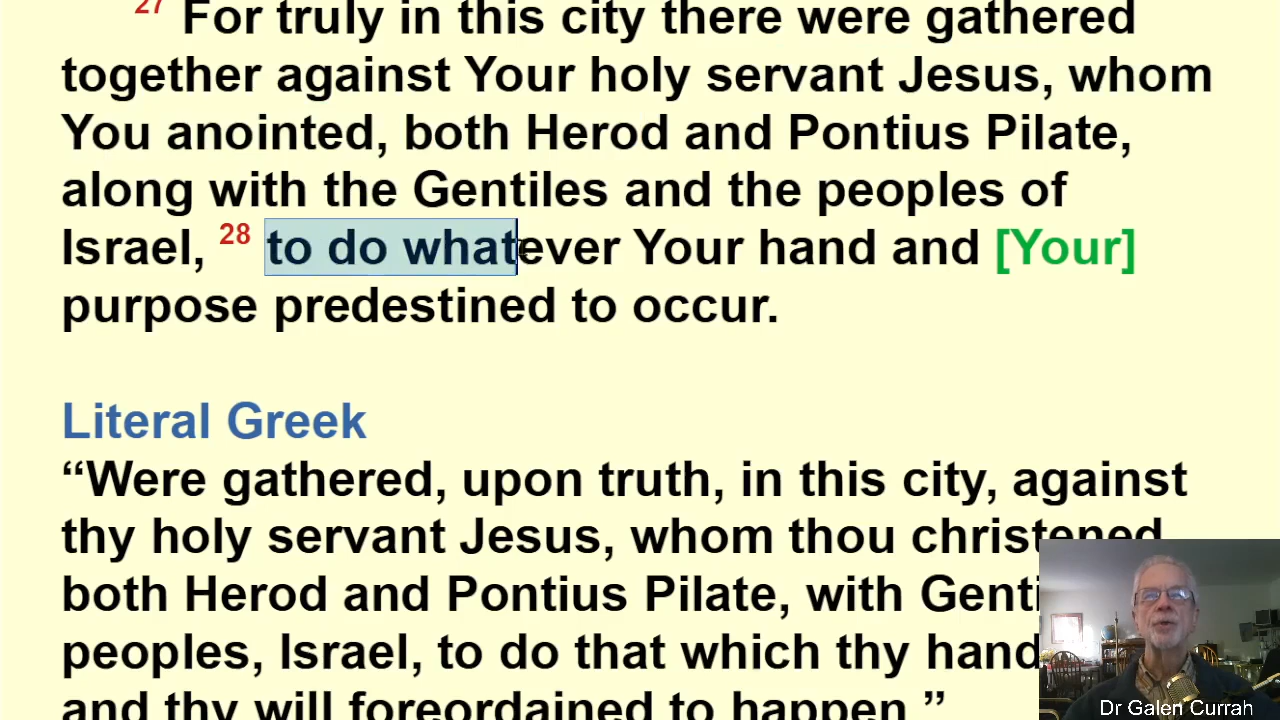 27 For truly in this city there were gathered
together against Your holy servant Jesus, whom
You anointed, both Herod and Pontius Pilate,
along with the Gentiles and the peoples of
Israel, 28 to do whatever Your hand and [Your]
purpose predestined to occur.
Literal Greek
“Were gathered, upon truth, in this city, against
thy holy servant Jesus, whom thou christened
both Herod and Pontius Pilate, with
peoples, Israel, to do that which thy hand
and thy will foreordained to happen.”
Dr Galen Currah